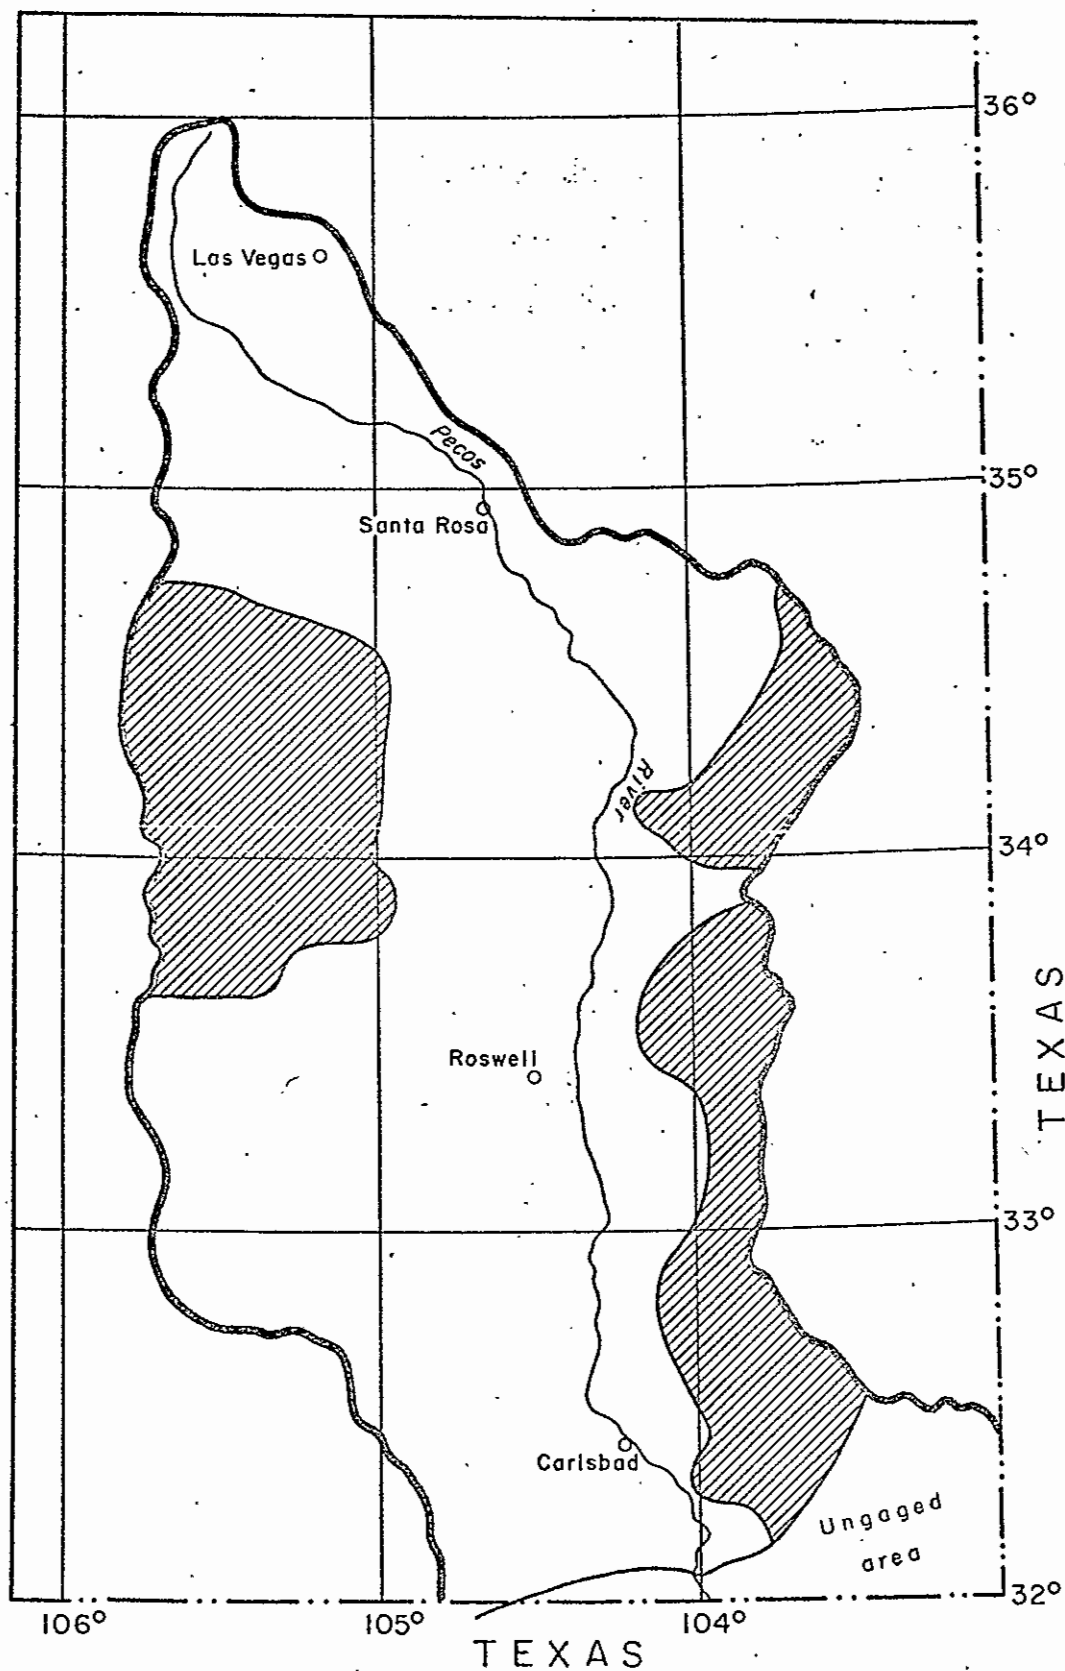 36°
Las Vegas
Pecos
35°
Santa Rosa
River
34°
TEXAS
Roswell
33°
Carlsbad
Ungaged
area
32°
106°
105°
104°
TEXAS